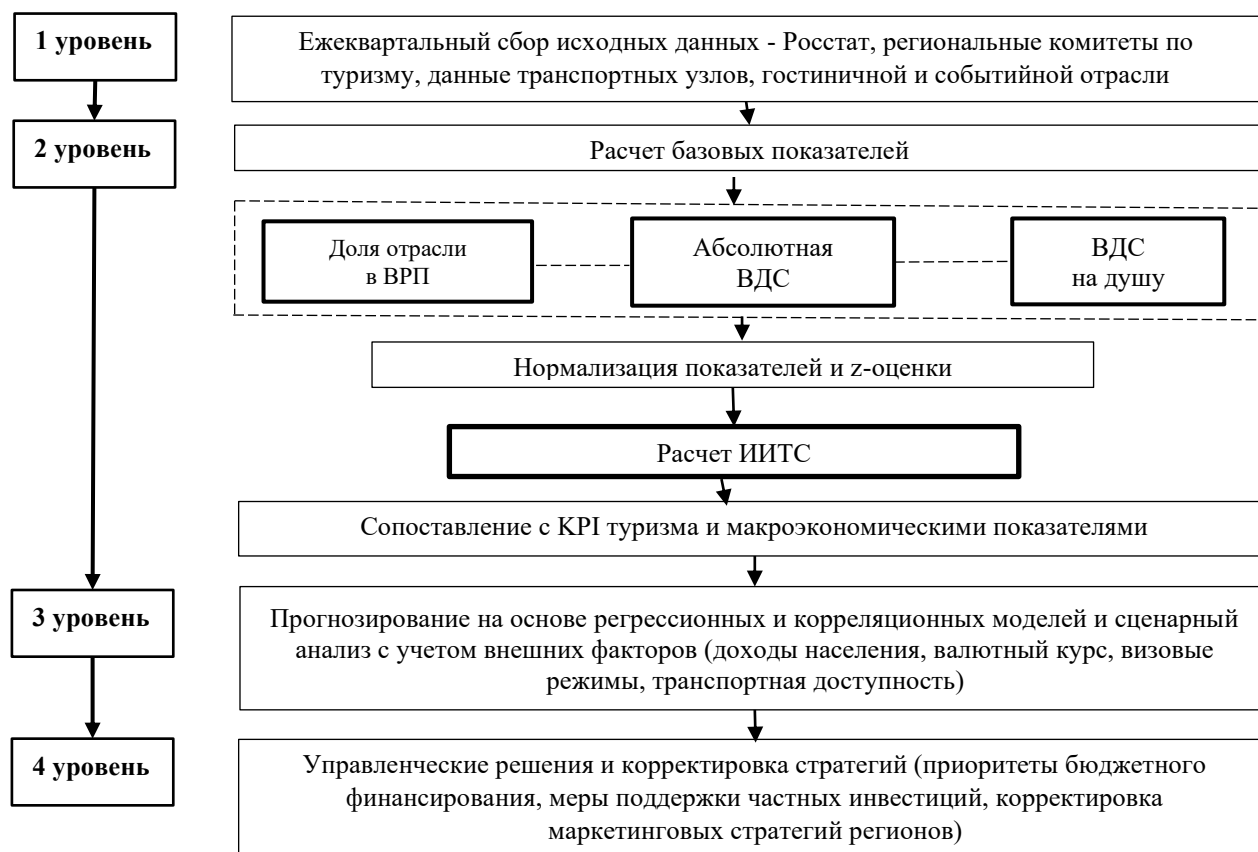 1 уровень
Ежеквартальный сбор исходных данных - Росстат, региональные комитеты по
туризму, данные транспортных узлов, гостиничной и событийной отрасли
2 уровень
Расчет базовых показателей
Доля отрасли
в ВРП
Абсолютная
ВДС
ВДС
на душу
Нормализация показателей и z-оценки
Расчет ИИТС
Сопоставление с KPI туризма и макроэкономическими показателями
3 уровень
Прогнозирование на основе регрессионных и корреляционных моделей и сценарный
анализ с учетом внешних факторов (доходы населения, валютный курс, визовые
режимы, транспортная доступность)
4 уровень
Управленческие решения и корректировка стратегий (приоритеты бюджетного
финансирования, меры поддержки частных инвестиций, корректировка
маркетинговых стратегий регионов)